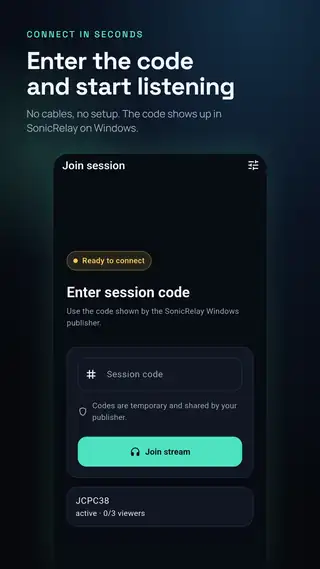 CONNECT IN SECONDS
Enter the code
and start listening
No cables, no setup. The code shows up in
SonicRelay on Windows.
Join session
Ready to connect
Enter session code
Use the code shown by the SonicRelay Windows
publisher.
Session code
Codes are temporary and shared by your
publisher.
Join stream
JCPC38
active · 0/3 viewers